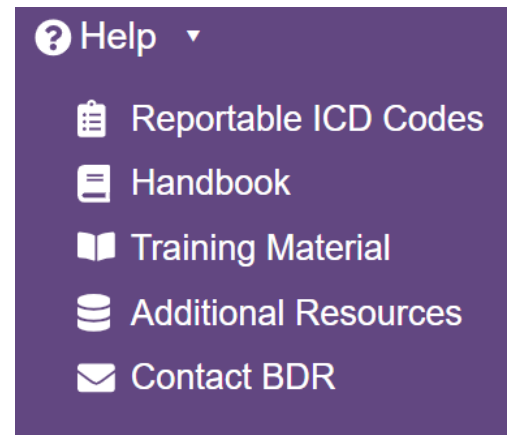 Help
Reportable ICD Codes
Handbook
Training Material
Additional Resources
Contact BDR